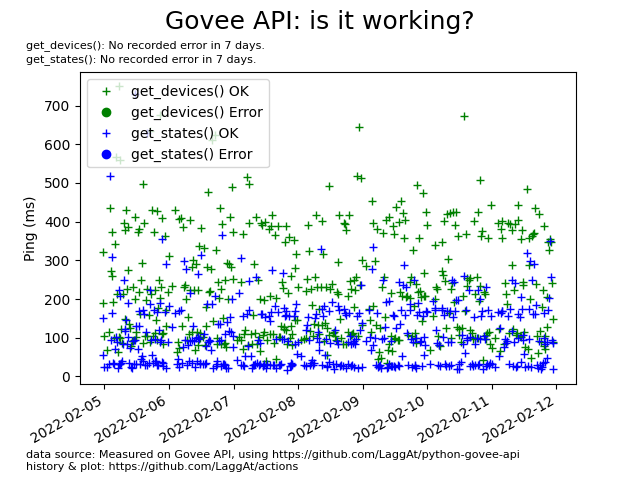 Govee API: is it working?
get_devices(): No recorded error in 7 days.
get_states(): No recorded error in 7 days.
get_devices() OK
get_devices() Error
get_states() OK
get_states() Error
Ping (ms)
700
600
500
400
300
200
100
0
2022-02-05
2022-02-06
2022-02-07
2022-02-08
2022-02-09
2022-02-10
2022-02-11
2022-02-12
data source: Measured on Govee API, using https://github.com/LaggAt/python-govee-api
history & plot: https://github.com/LaggAt/actions